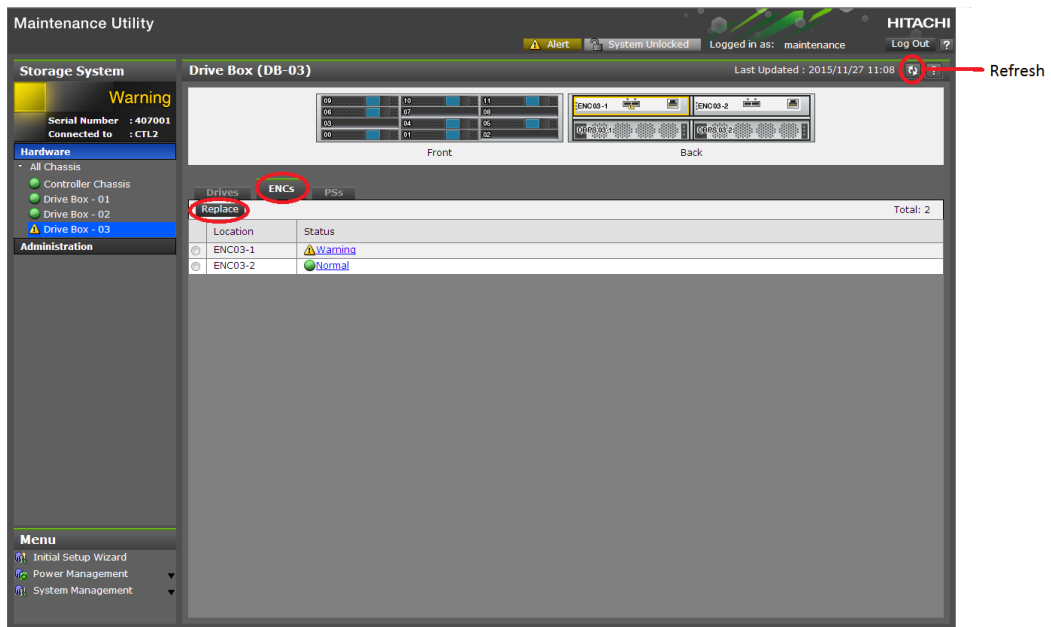 Maintenance Utility
HITACHI
Alert
System Unlocked
Logged in as: maintenance
Log Out
?
Storage System
Warning
Serial Number : 407001
Connected to : CTL2
Hardware
All Chassis
Controller Chassis
Drive Box - 01
Drive Box - 02
Drive Box - 03
Administration
Menu
Initial Setup Wizard
Power Management
System Management
Drive Box (DB-03)
Last Updated : 2015/11/27 11:08
?
Refresh
09 10 11
06 07 08
03 04 05
00 01 02
Front
ENC03-1 ENC03-2
DBPS03-1 DBPS03-2
Back
Drives ENCs PSs
Replace
Total: 2
Location Status
ENC03-1 Warning
ENC03-2 Normal